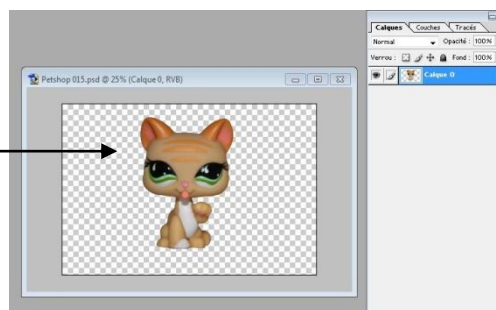 Calques Couches Tracés
Normal Opacité : 100%
Verrou : Fond : 100%
Calque 0
Petshop 015.psd @ 25% (Calque 0, RVB)